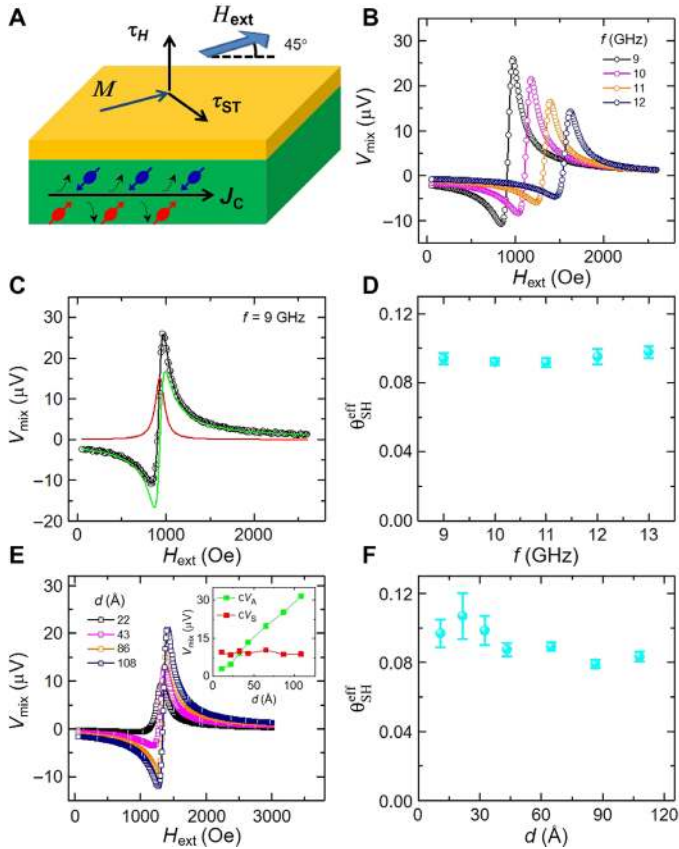 A
τH
Hext
45°
M
τST
JC
B
30
20
10
0
-10
Vmix (μV)
f (GHz)
9
10
11
12
0
1000
2000
Hext (Oe)
C
30
20
10
0
-10
-20
Vmix (μV)
f = 9 GHz
0
1000
2000
Hext (Oe)
D
0.12
0.08
0.04
0.00
θSH^eff
9
10
11
12
13
f (GHz)
E
30
20
10
0
-10
Vmix (μV)
d (Å)
22
43
86
108
30
15
0
Vmix (μV)
cVA
cVS
0
50
100
d (Å)
0
1000
2000
3000
Hext (Oe)
F
0.12
0.08
0.04
0.00
θSH^eff
0
30
60
90
120
d (Å)